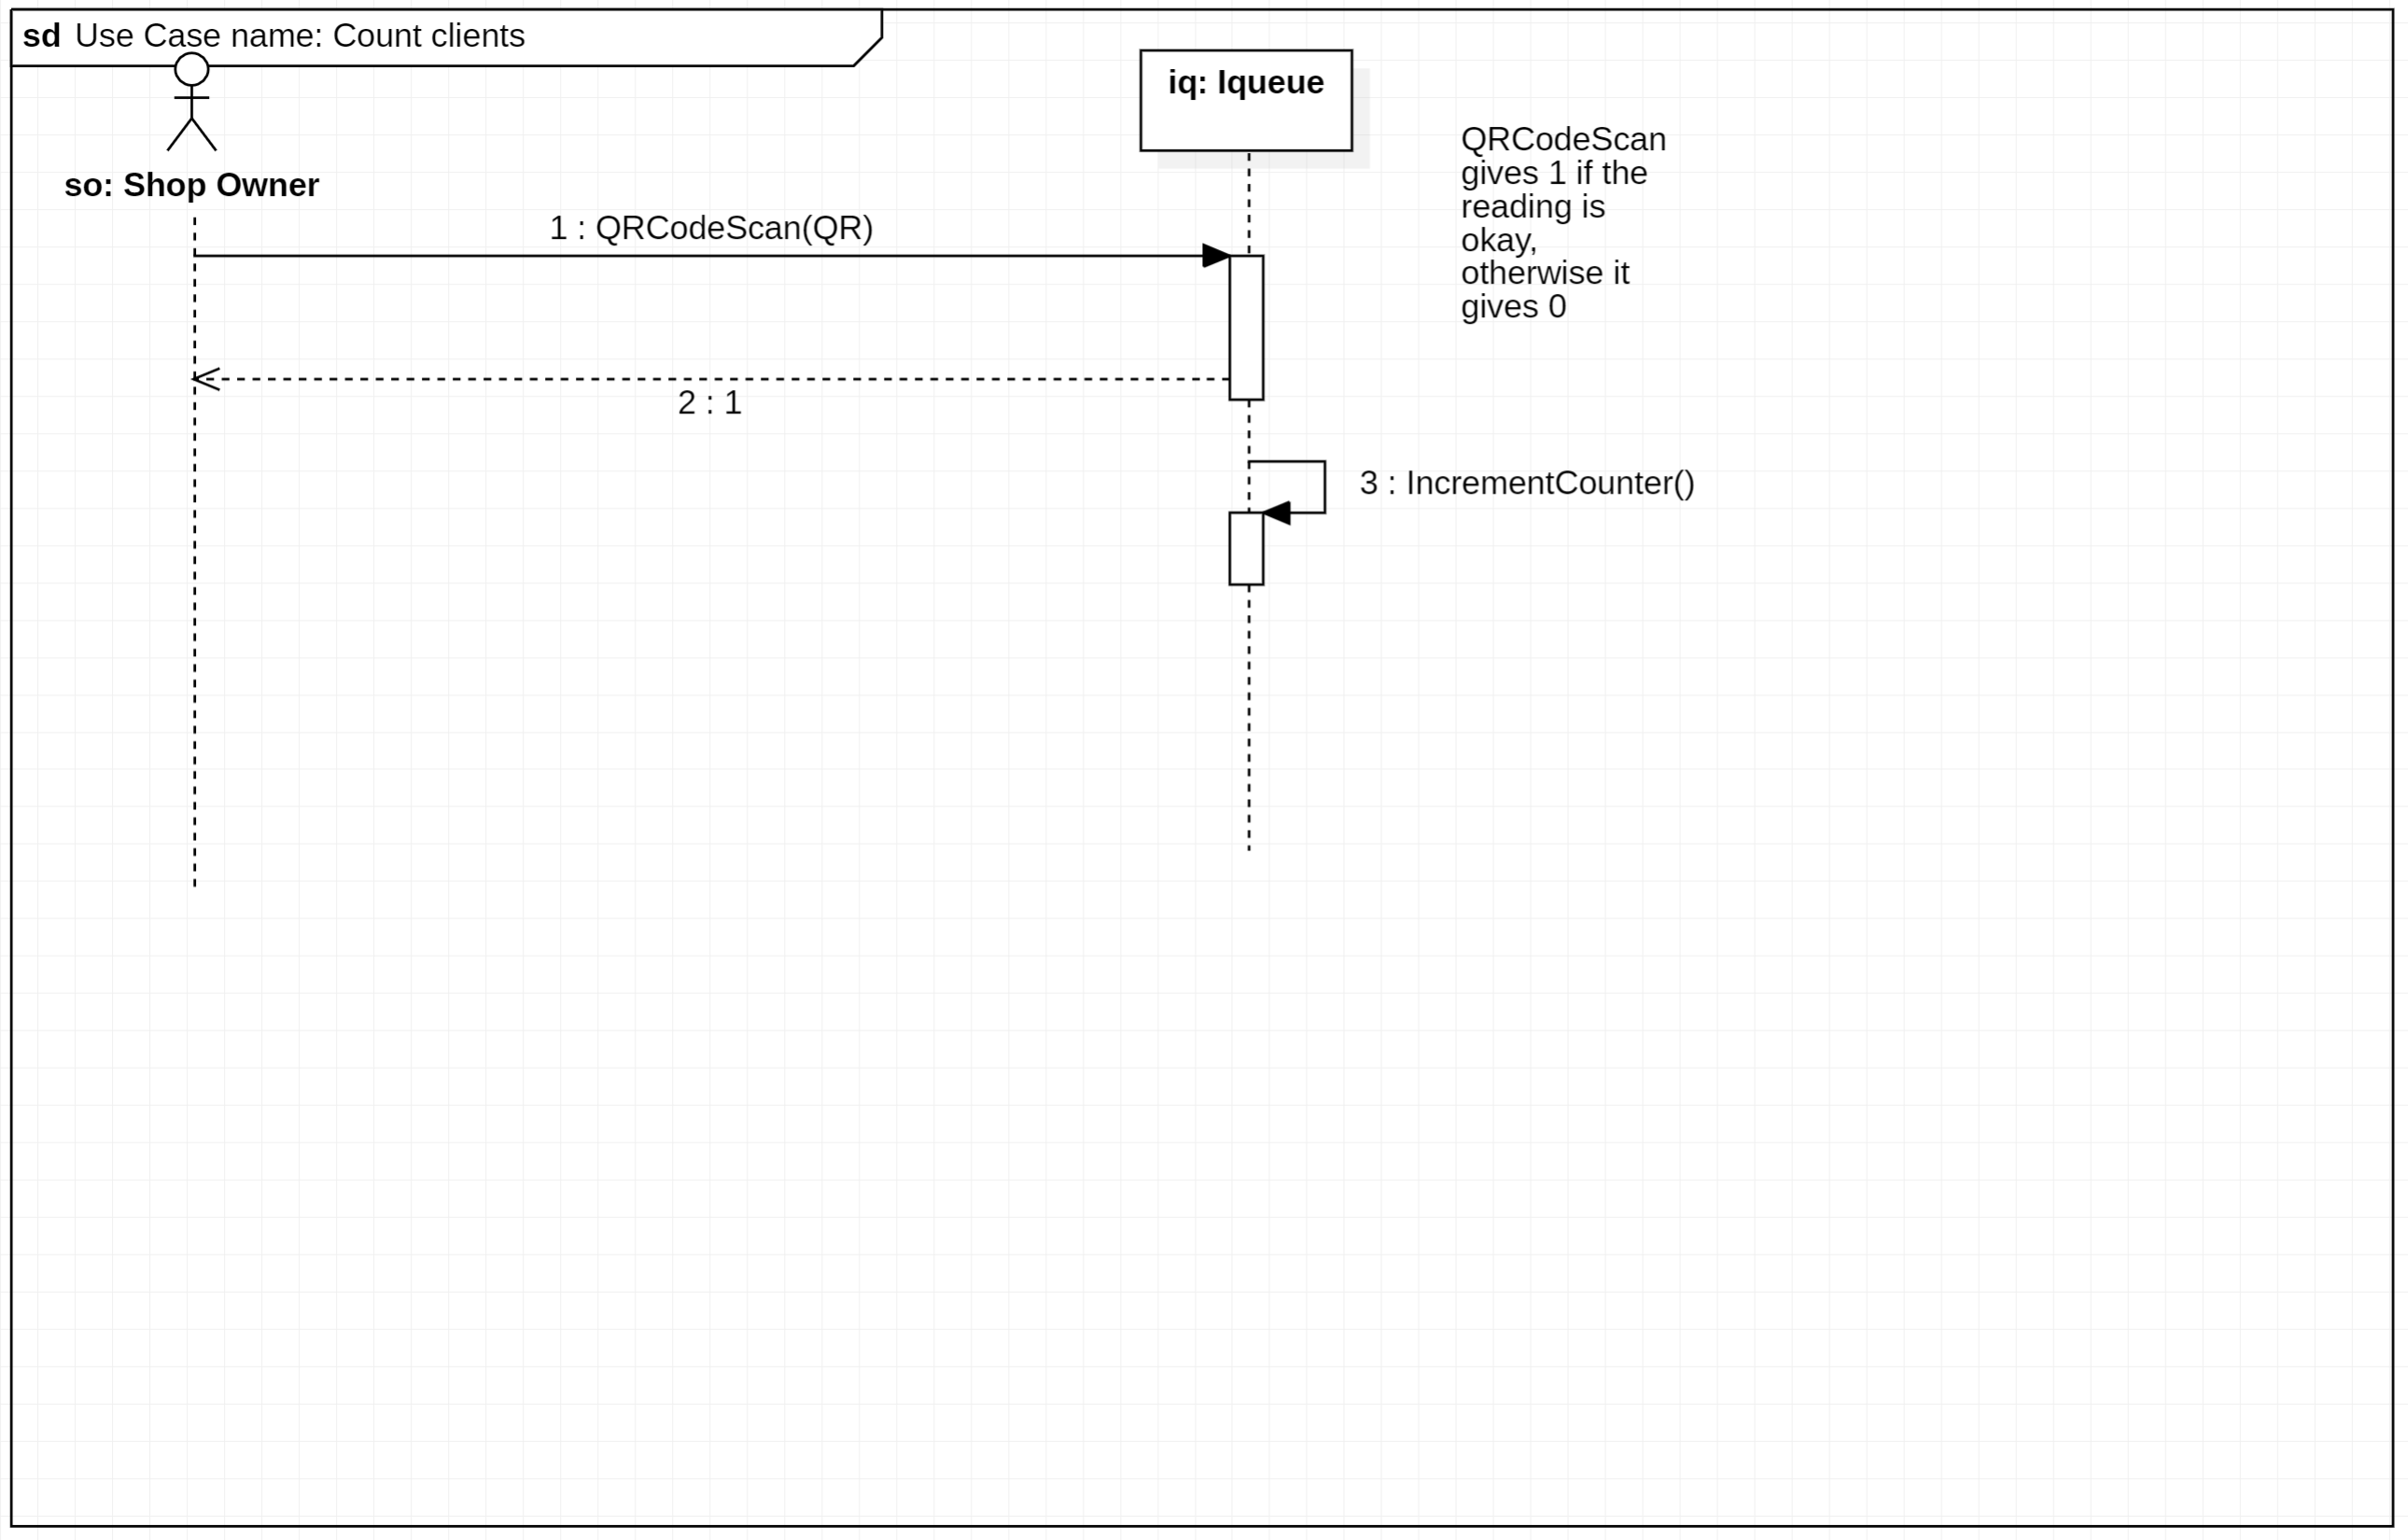 sd Use Case name: Count clients
iq: Iqueue
so: Shop Owner
QRCodeScan
gives 1 if the
reading is
okay,
otherwise it
gives 0
1 : QRCodeScan(QR)
2 : 1
3 : IncrementCounter()